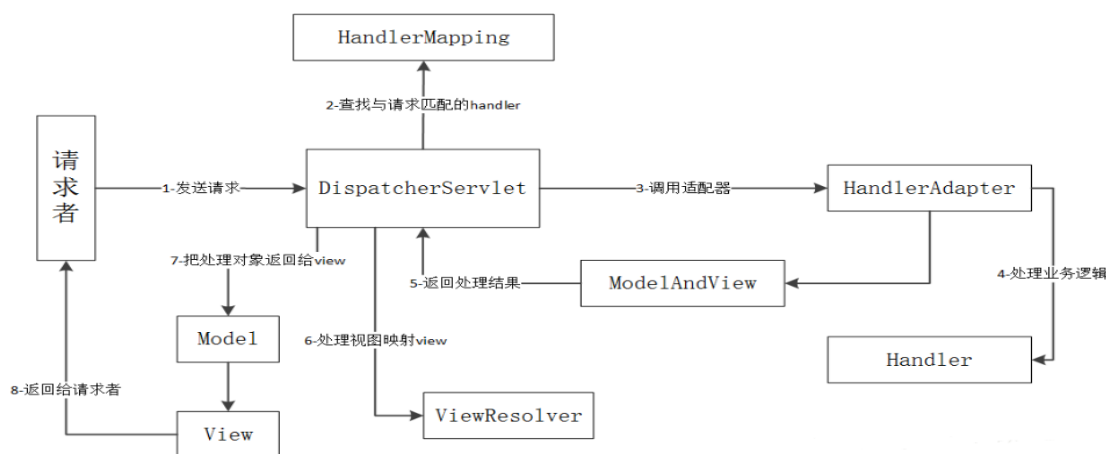 HandlerMapping
2-查找与请求匹配的handler
请求者
1-发送请求
DispatcherServlet
3-调用适配器
HandlerAdapter
7-把处理对象返回给view
5-返回处理结果
ModelAndView
4-处理业务逻辑
Model
6-处理视图映射view
Handler
8-返回给请求者
ViewResolver
View